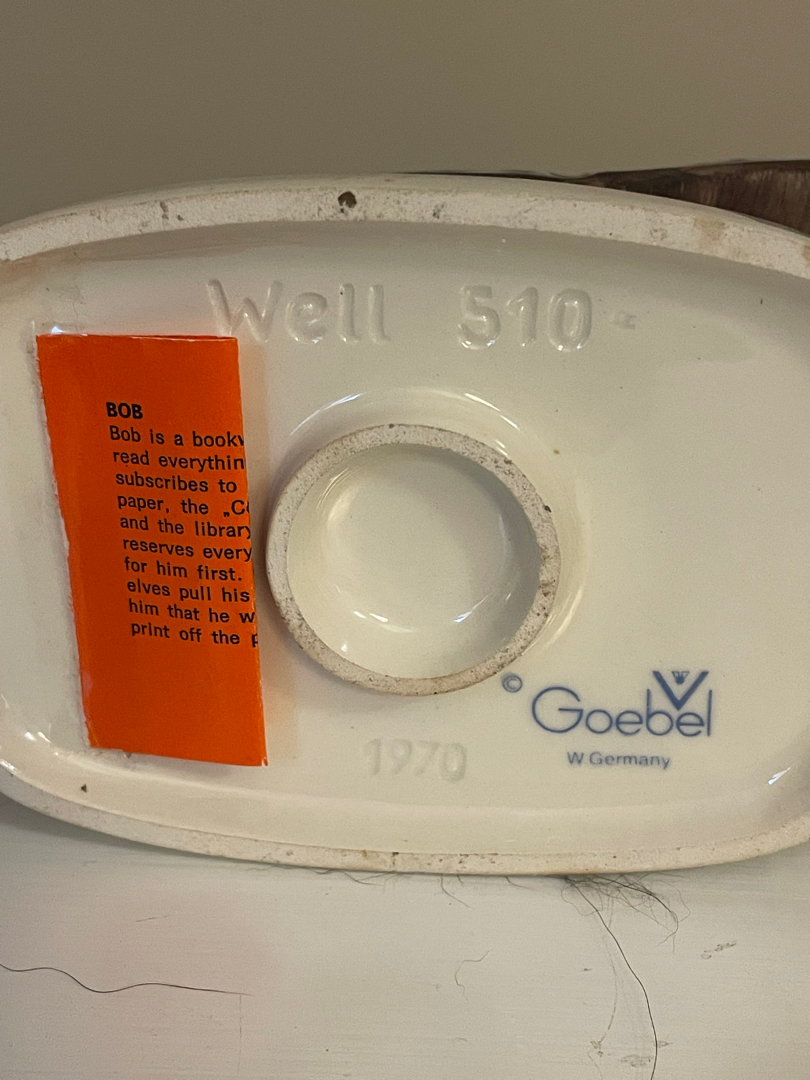 Well 510
BOB
Bob is a bookw
read everythin
subscribes to
paper, the „C
and the library
reserves every
for him first.
elves pull his
him that he w
print off the p
© Goebel
W.Germany
1970